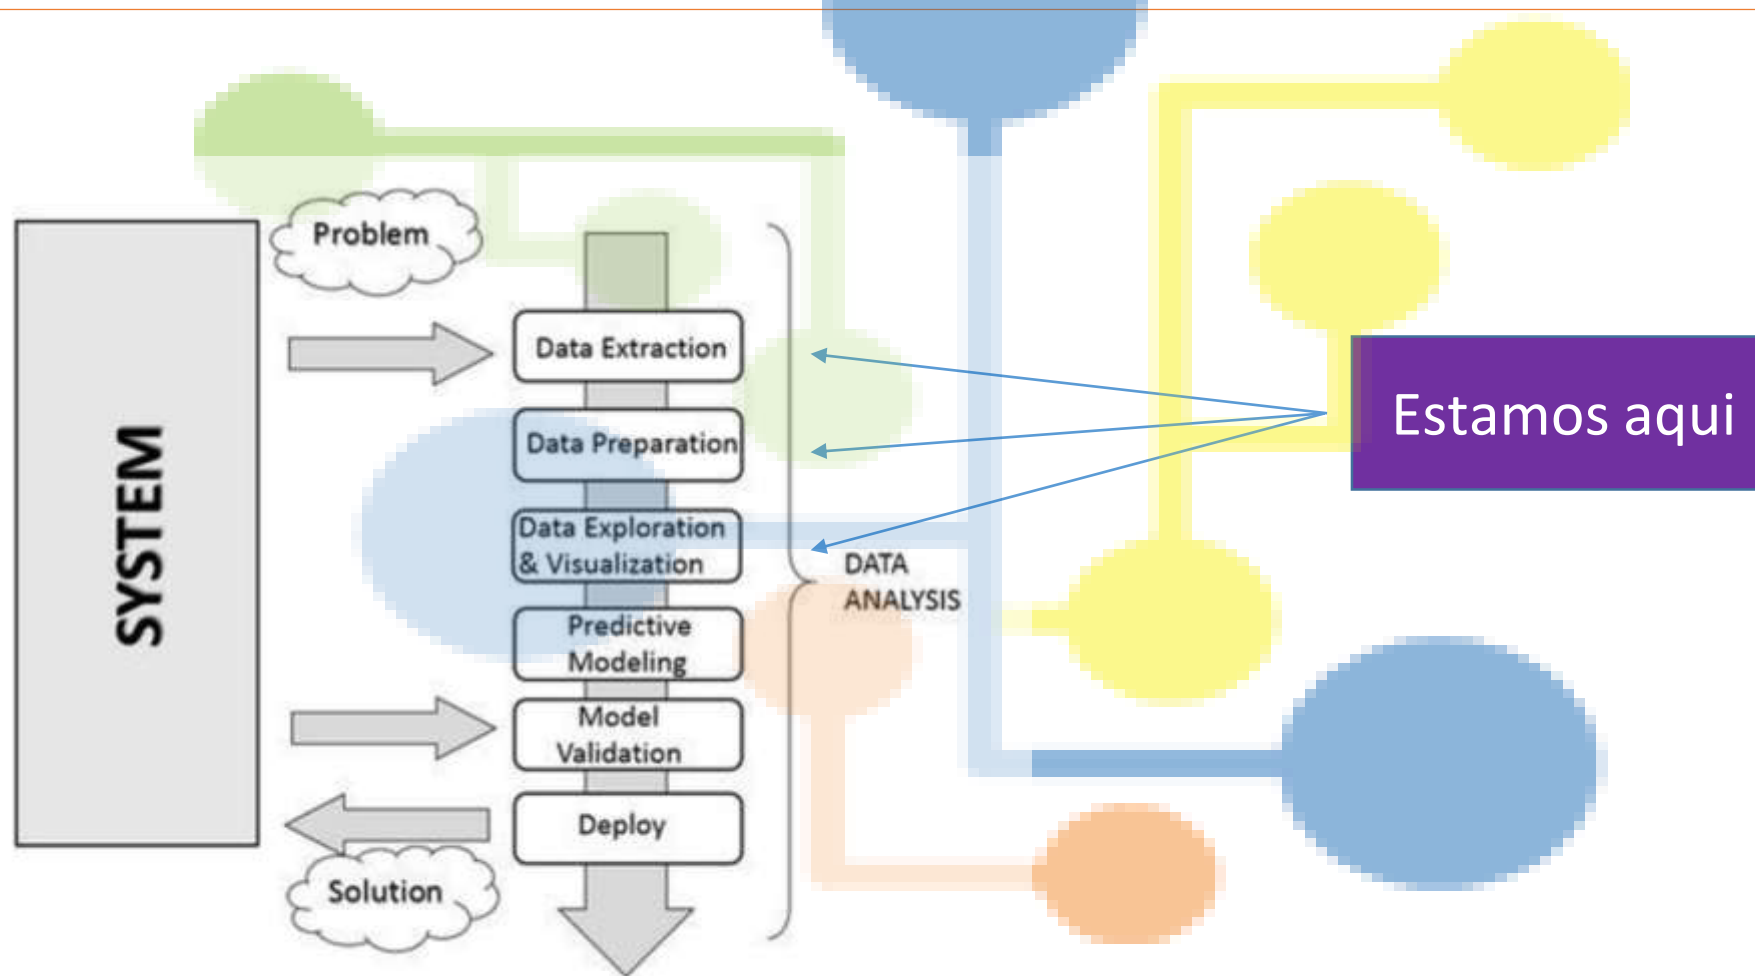 SYSTEM
Problem
Data Extraction
Data Preparation
Data Exploration
& Visualization
Predictive
Modeling
Model
Validation
Deploy
Solution
DATA
ANALYSIS
Estamos aqui